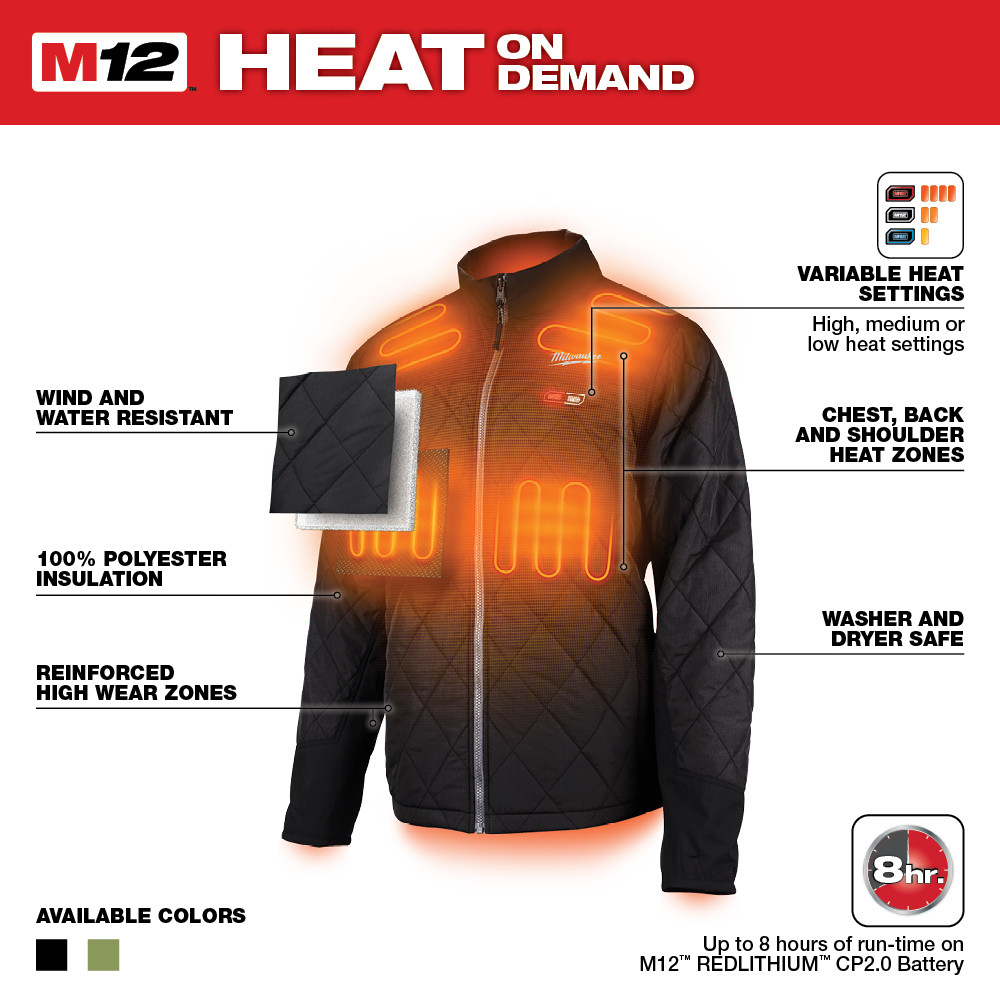 M12™ HEAT ON
DEMAND
VARIABLE HEAT
SETTINGS
High, medium or
low heat settings
Milwaukee
WIND AND
WATER RESISTANT
CHEST, BACK
AND SHOULDER
HEAT ZONES
100% POLYESTER
INSULATION
WASHER AND
DRYER SAFE
REINFORCED
HIGH WEAR ZONES
8hr.
AVAILABLE COLORS
Up to 8 hours of run-time on
M12™ REDLITHIUM™ CP2.0 Battery